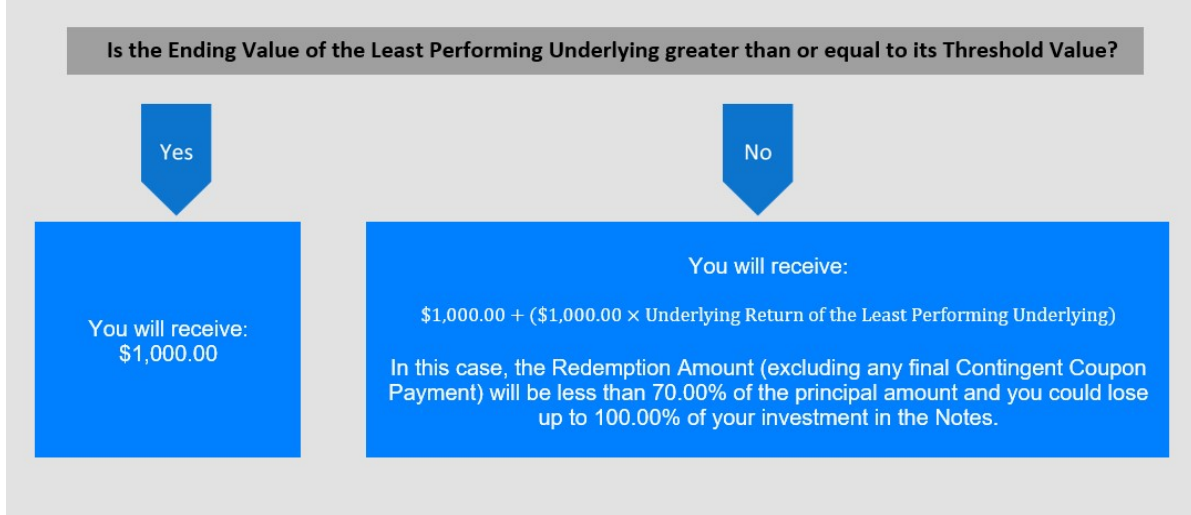 Is the Ending Value of the Least Performing Underlying greater than or equal to its Threshold Value?
Yes
No
You will receive:
$1,000.00
You will receive:
$1,000.00 + ($1,000.00 × Underlying Return of the Least Performing Underlying)
In this case, the Redemption Amount (excluding any final Contingent Coupon
Payment) will be less than 70.00% of the principal amount and you could lose
up to 100.00% of your investment in the Notes.